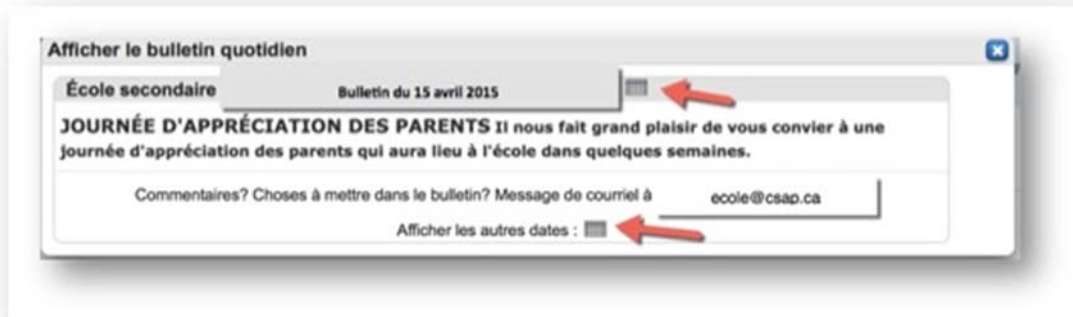 Afficher le bulletin quotidien
École secondaire Bulletin du 15 avril 2015
JOURNÉE D'APPRÉCIATION DES PARENTS Il nous fait grand plaisir de vous convier à une
journée d'appréciation des parents qui aura lieu à l'école dans quelques semaines.
Commentaires? Choses à mettre dans le bulletin? Message de courriel à ecole@csap.ca
Afficher les autres dates :